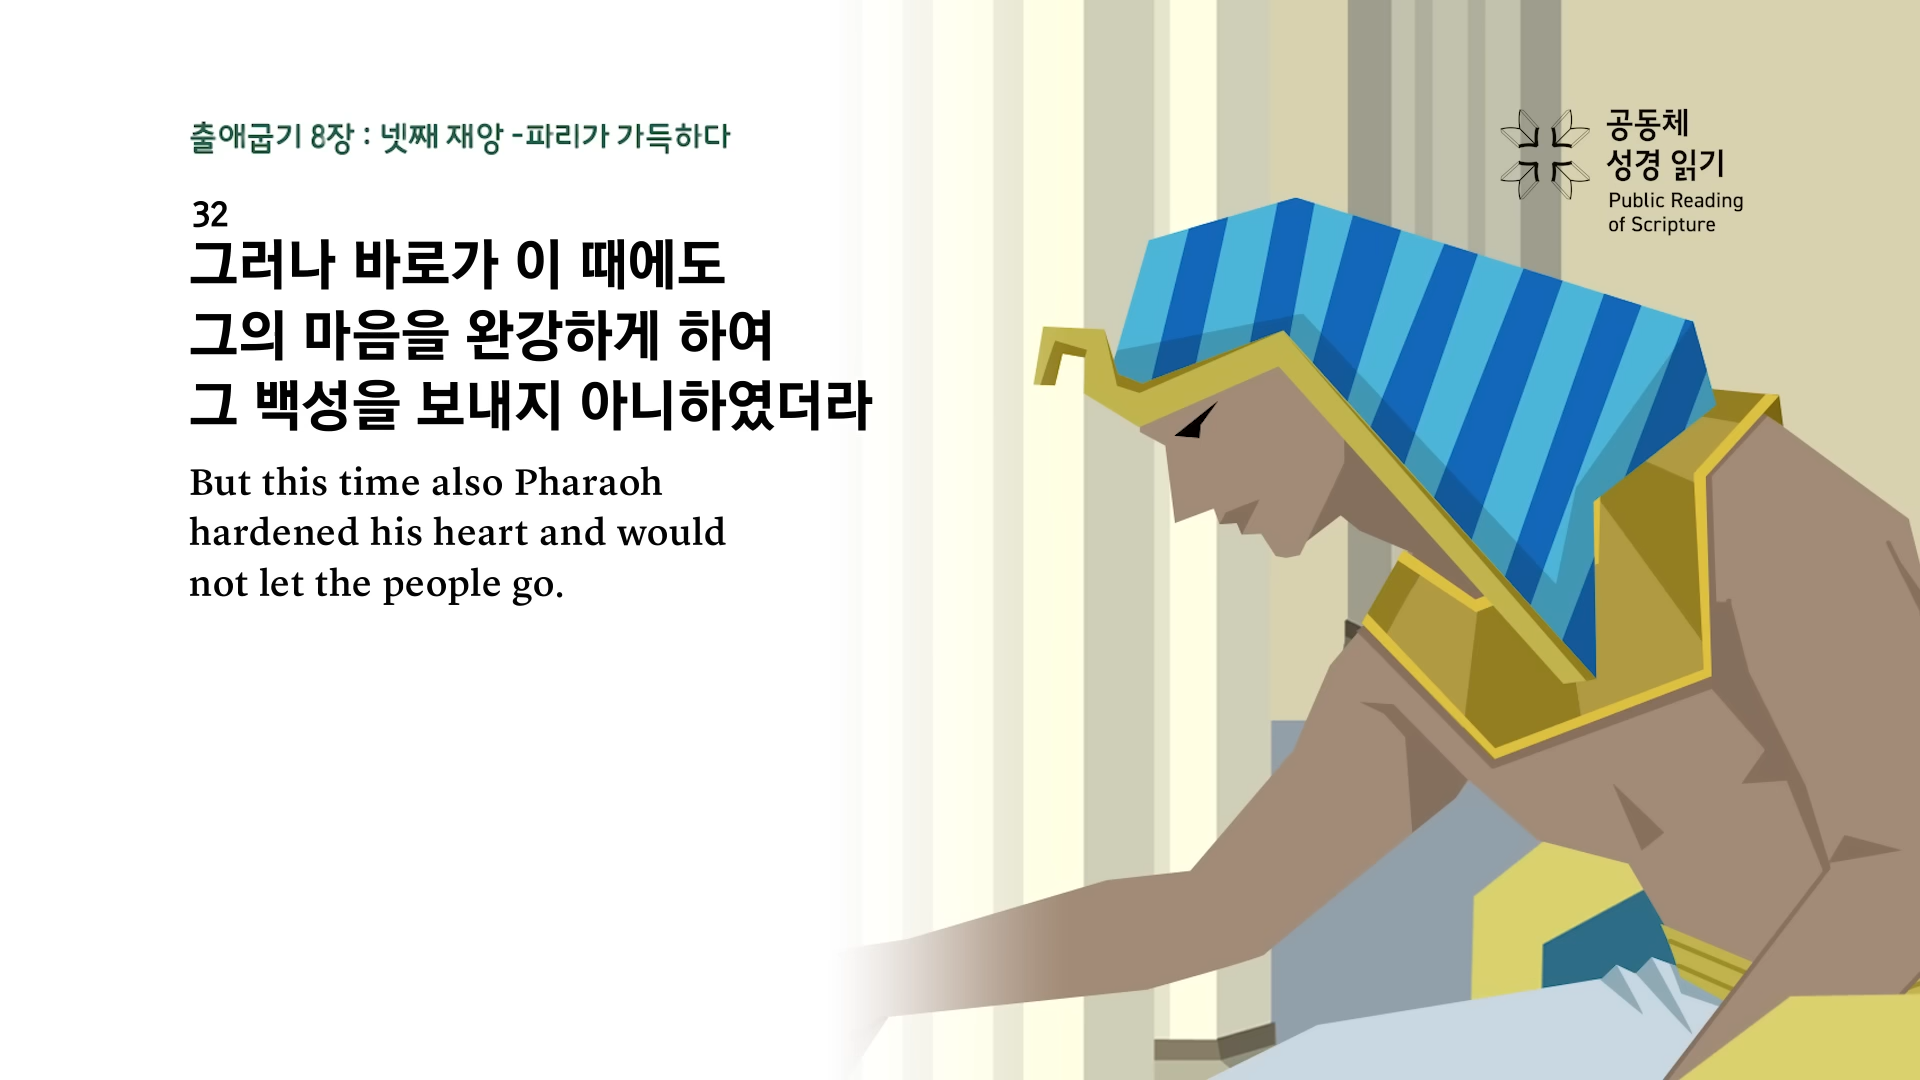 출애굽기 8장 : 넷째 재앙 -파리가 가득하다
32
그러나 바로가 이 때에도
그의 마음을 완강하게 하여
그 백성을 보내지 아니하였더라
But this time also Pharaoh
hardened his heart and would
not let the people go.
공동체
성경 읽기
Public Reading
of Scripture